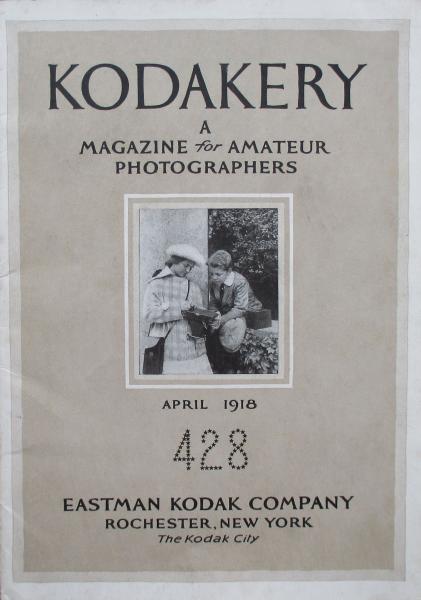 KODAKERY
A
MAGAZINE for AMATEUR
PHOTOGRAPHERS
APRIL 1918
428
EASTMAN KODAK COMPANY
ROCHESTER, NEW YORK
The Kodak City